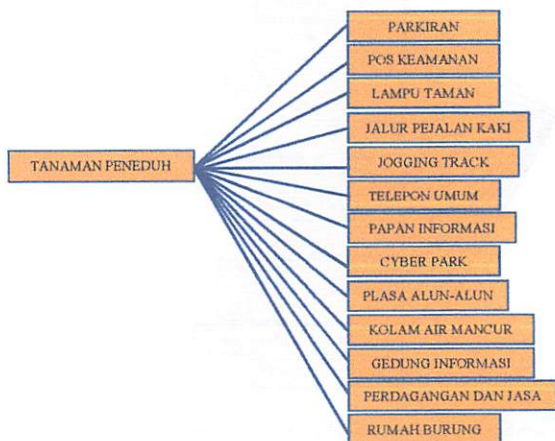 PARKIRAN
POS KEAMANAN
LAMPU TAMAN
JALUR PEJALAN KAKI
TANAMAN PENEDUH
JOGGING TRACK
TELEPON UMUM
PAPAN INFORMASI
CYBER PARK
PLASA ALUN-ALUN
KOLAM AIR MANCUR
GEDUNG INFORMASI
PERDAGANGAN DAN JASA
RUMAH BURUNG